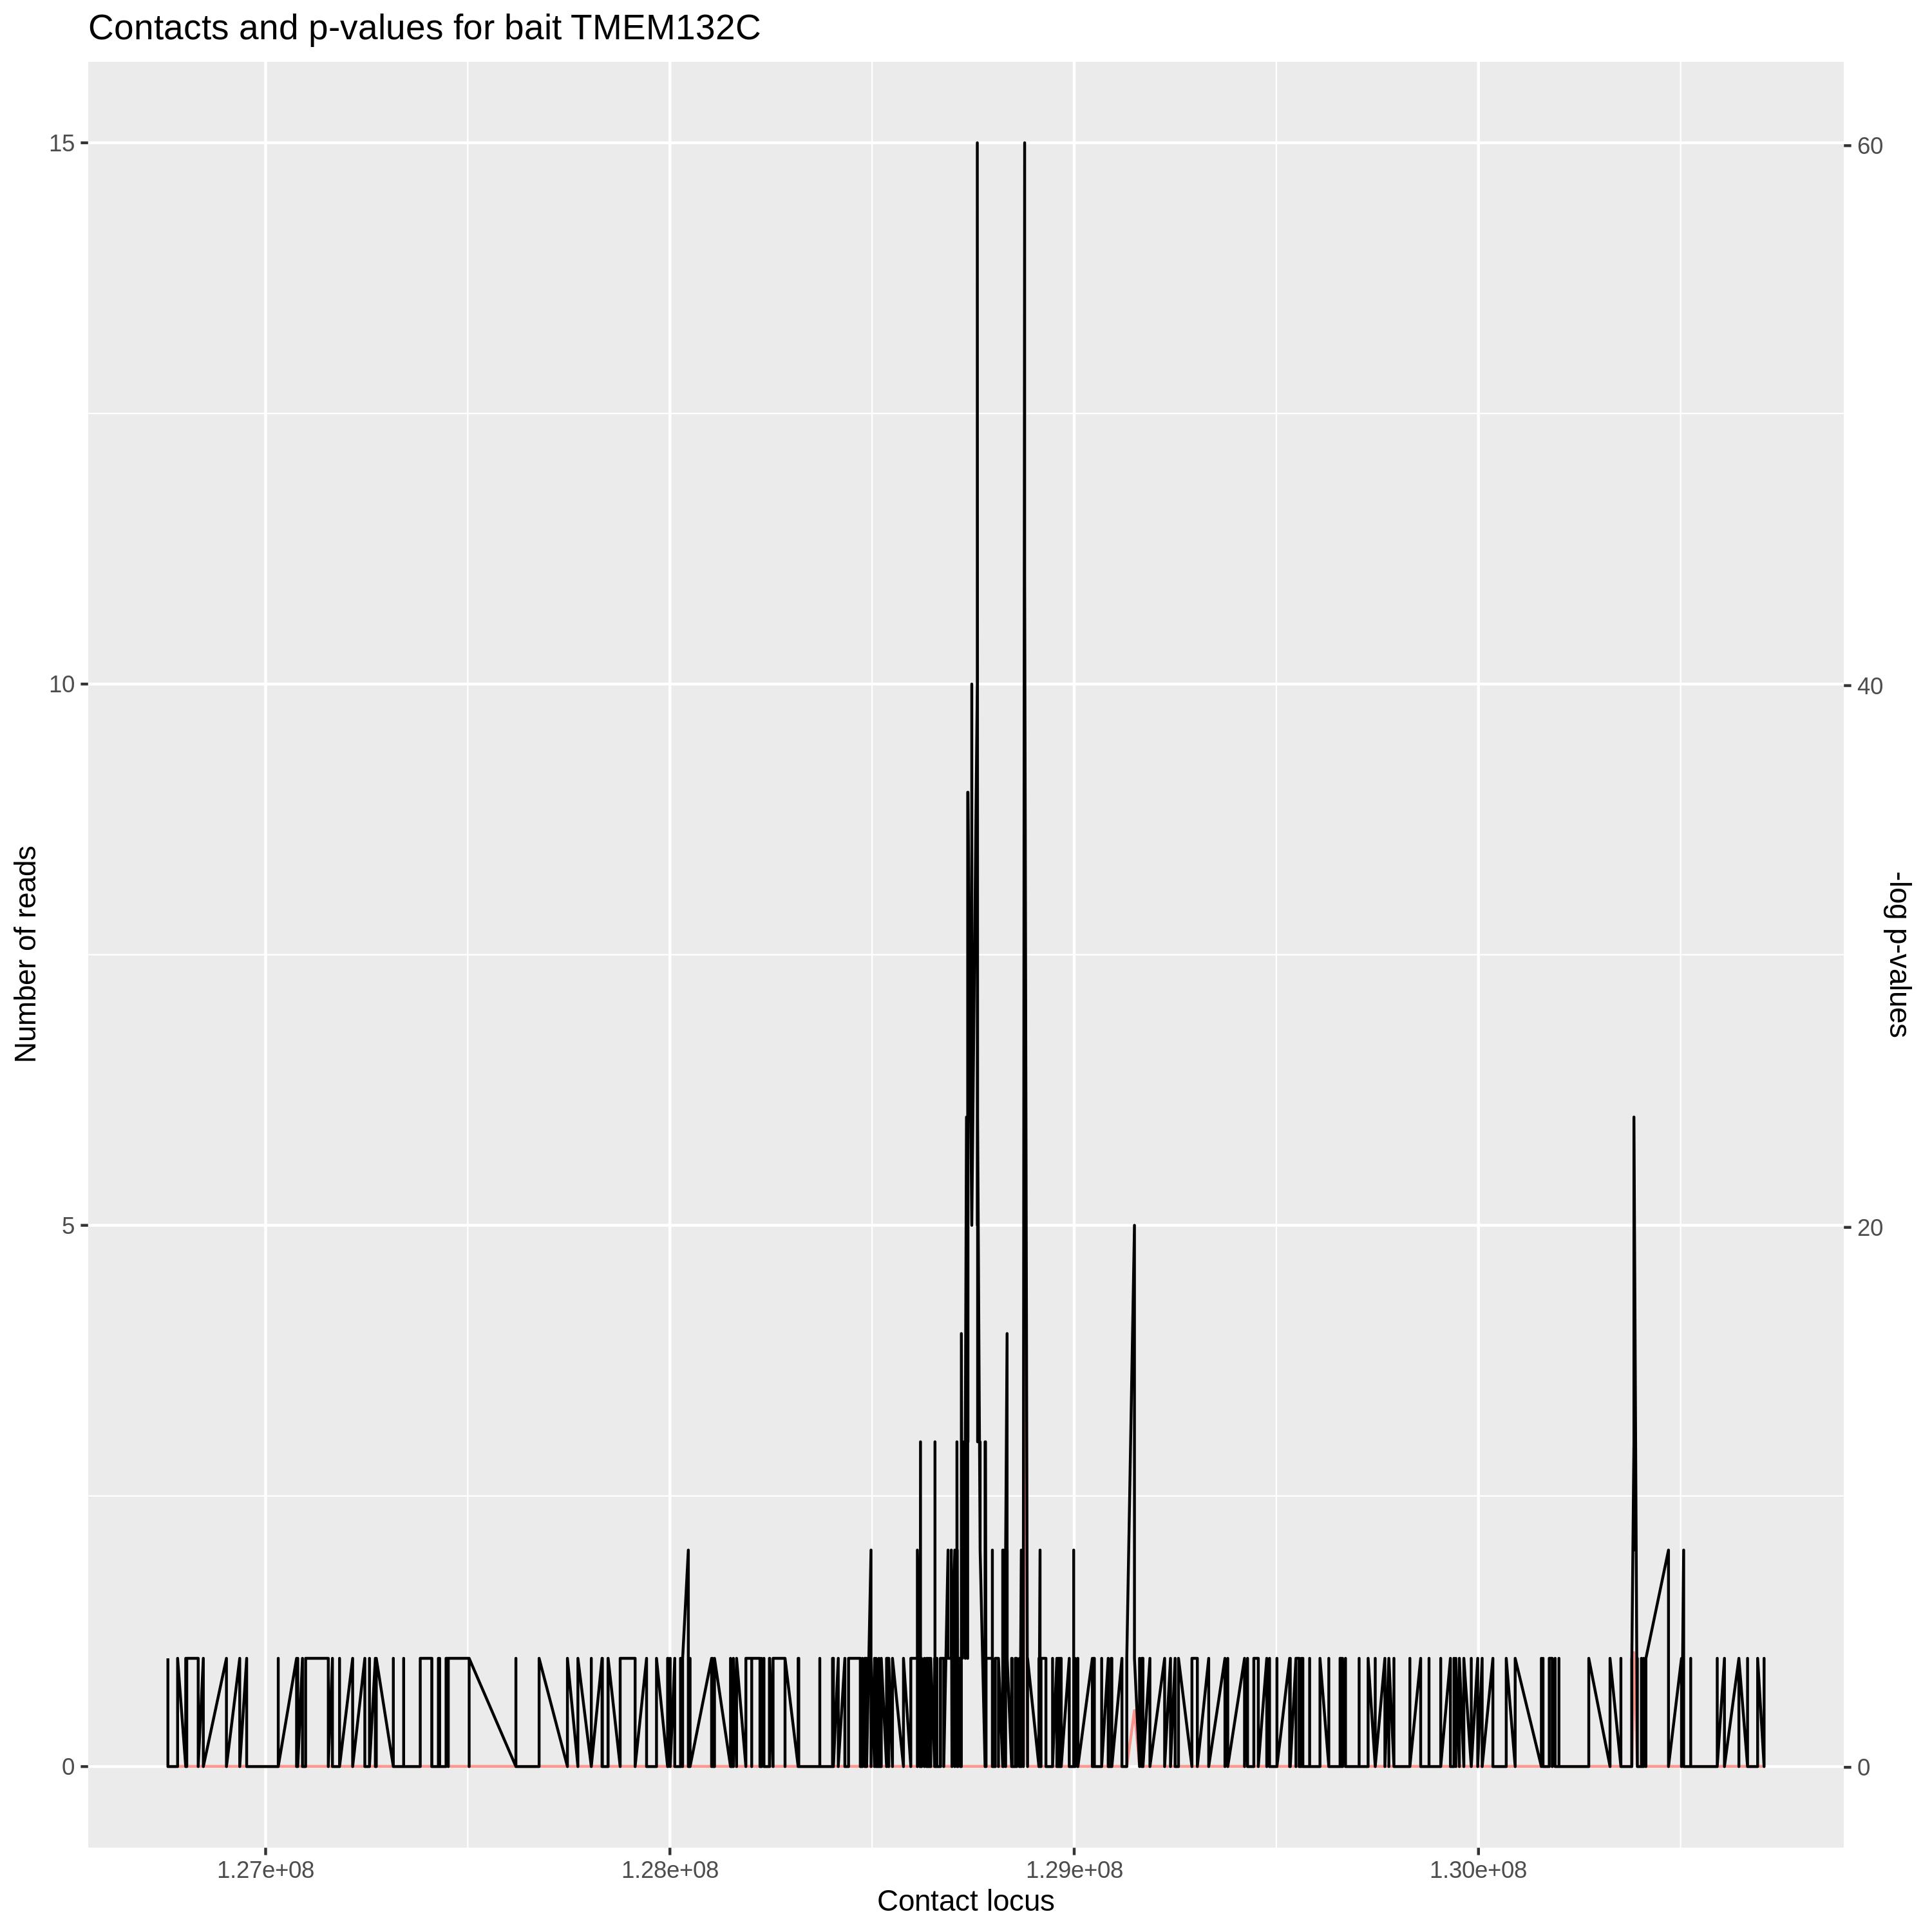 Contacts and p-values for bait TMEM132C
15
10
5
0
60
40
20
0
Number of reads
-log p-values
1.27e+08
1.28e+08
1.29e+08
1.30e+08
Contact locus